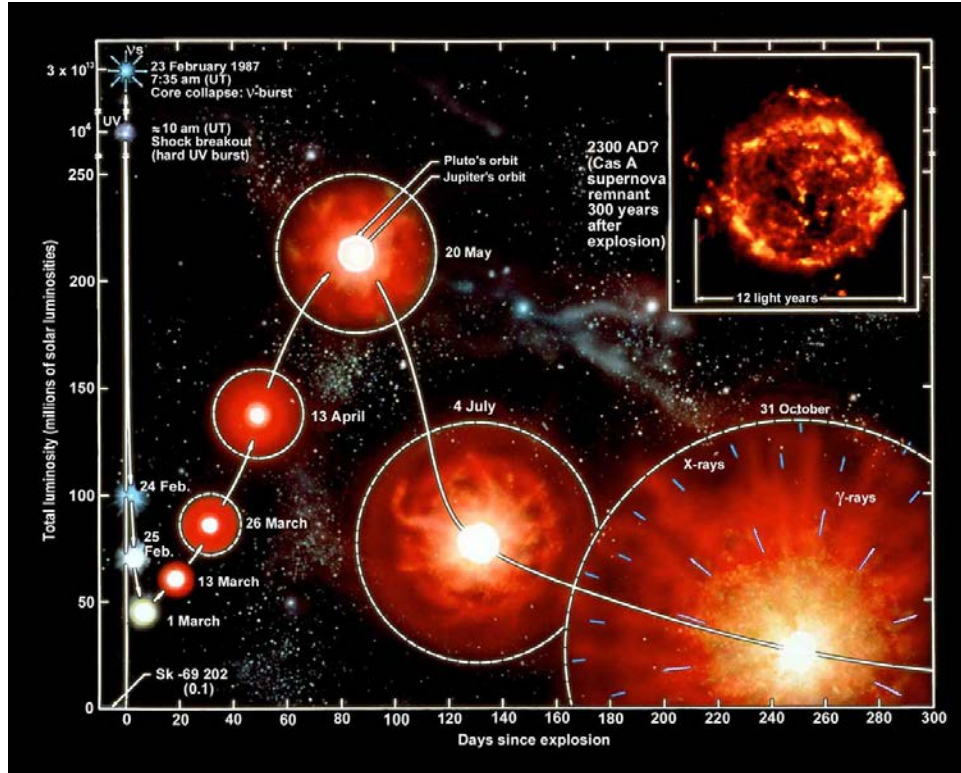 νs
3 x 10¹³
23 February 1987
7:35 am (UT)
Core collapse: ν-burst
UV
10⁴
≈ 10 am (UT)
Shock breakout
(hard UV burst)
250
200
150
100
50
0
Total luminosity (millions of solar luminosities)
Pluto's orbit
Jupiter's orbit
20 May
2300 AD?
(Cas A
supernova
remnant
300 years
after
explosion)
12 light years
13 April
4 July
31 October
X-rays
γ-rays
24 Feb.
25
Feb.
26 March
13 March
1 March
Sk -69 202
(0.1)
0
20
40
60
80
100
120
140
160
180
200
220
240
260
280
300
Days since explosion